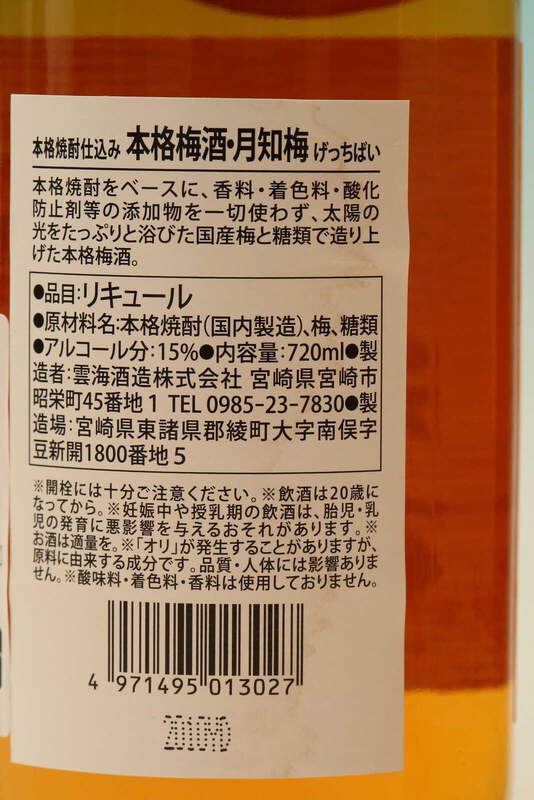 本格焼酎仕込み 本格梅酒・月知梅 げっちばい
本格焼酎をベースに、香料・着色料・酸化
防止剤等の添加物を一切使わず、太陽の
光をたっぷりと浴びた国産梅と糖類で造り上
げた本格梅酒。
●品目:リキュール
●原材料名:本格焼酎(国内製造)、梅、糖類
●アルコール分:15%●内容量:720ml●製
造者:雲海酒造株式会社 宮崎県宮崎市
昭栄町45番地1 TEL 0985-23-7830●製
造場:宮崎県東諸県郡綾町大字南俣字
豆新開1800番地5
※開栓には十分ご注意ください。※飲酒は20歳に
なってから。※妊娠中や授乳期の飲酒は、胎児・乳
児の発育に悪影響を与えるおそれがあります。※
お酒は適量を。※「オリ」が発生することがありますが、
原料に由来する成分です。品質・人体には影響ありま
せん。※酸味料・着色料・香料は使用しておりません。
4 971495 013027